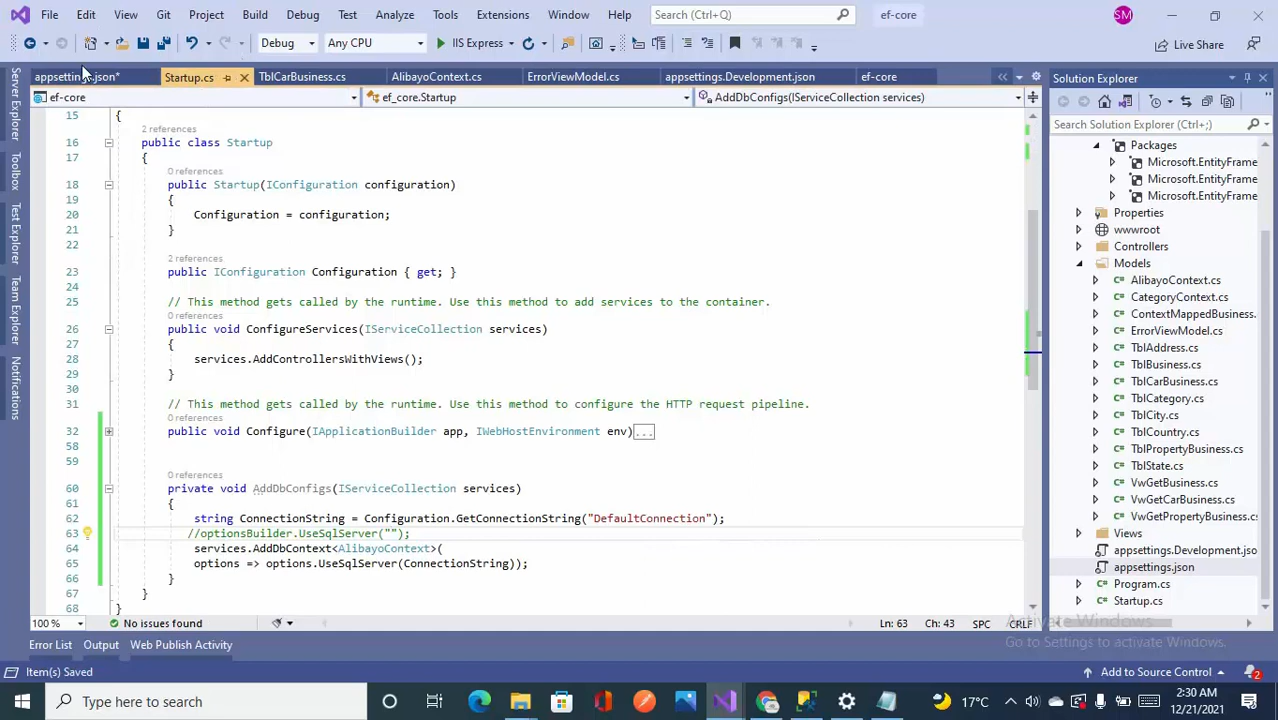 File Edit View Git Project Build Debug Test Analyze Tools Extensions Window Help Search (Ctrl+Q) ef-core SM
Debug Any CPU IIS Express Live Share
appsettings.json* Startup.cs TblCarBusiness.cs AlibayoContext.cs ErrorViewModel.cs appsettings.Development.json ef-core Solution Explorer
ef-core ef_core.Startup AddDbConfigs(IServiceCollection services)
Search Solution Explorer (Ctrl+;)
Server Explorer
Toolbox
Test Explorer
Team Explorer
Notifications
15 {
2 references
16 public class Startup
17 {
0 references
18 public Startup(IConfiguration configuration)
19 {
20 Configuration = configuration;
21 }
22
2 references
23 public IConfiguration Configuration { get; }
24
25 // This method gets called by the runtime. Use this method to add services to the container.
0 references
26 public void ConfigureServices(IServiceCollection services)
27 {
28 services.AddControllersWithViews();
29 }
30
31 // This method gets called by the runtime. Use this method to configure the HTTP request pipeline.
0 references
32 public void Configure(IApplicationBuilder app, IWebHostEnvironment env)...
58
59
0 references
60 private void AddDbConfigs(IServiceCollection services)
61 {
62 string ConnectionString = Configuration.GetConnectionString("DefaultConnection");
63 //optionsBuilder.UseSqlServer("");
64 services.AddDbContext<AlibayoContext>(
65 options => options.UseSqlServer(ConnectionString));
66 }
67 }
68 }
Packages
Microsoft.EntityFrame
Microsoft.EntityFrame
Microsoft.EntityFrame
Properties
wwwroot
Controllers
Models
AlibayoContext.cs
CategoryContext.cs
ContextMappedBusiness.
ErrorViewModel.cs
TblAddress.cs
TblBusiness.cs
TblCarBusiness.cs
TblCategory.cs
TblCity.cs
TblCountry.cs
TblPropertyBusiness.cs
TblState.cs
VwGetBusiness.cs
VwGetCarBusiness.cs
VwGetPropertyBusiness.cs
Views
appsettings.Development.jso
appsettings.json
Program.cs
Startup.cs
100 % No issues found Ln: 63 Ch: 43 SPC CRLF
Activate Windows
Go to Settings to activate Windows.
Error List Output Web Publish Activity
Item(s) Saved Add to Source Control 2
Type here to search 17°C 2:30 AM
12/21/2021